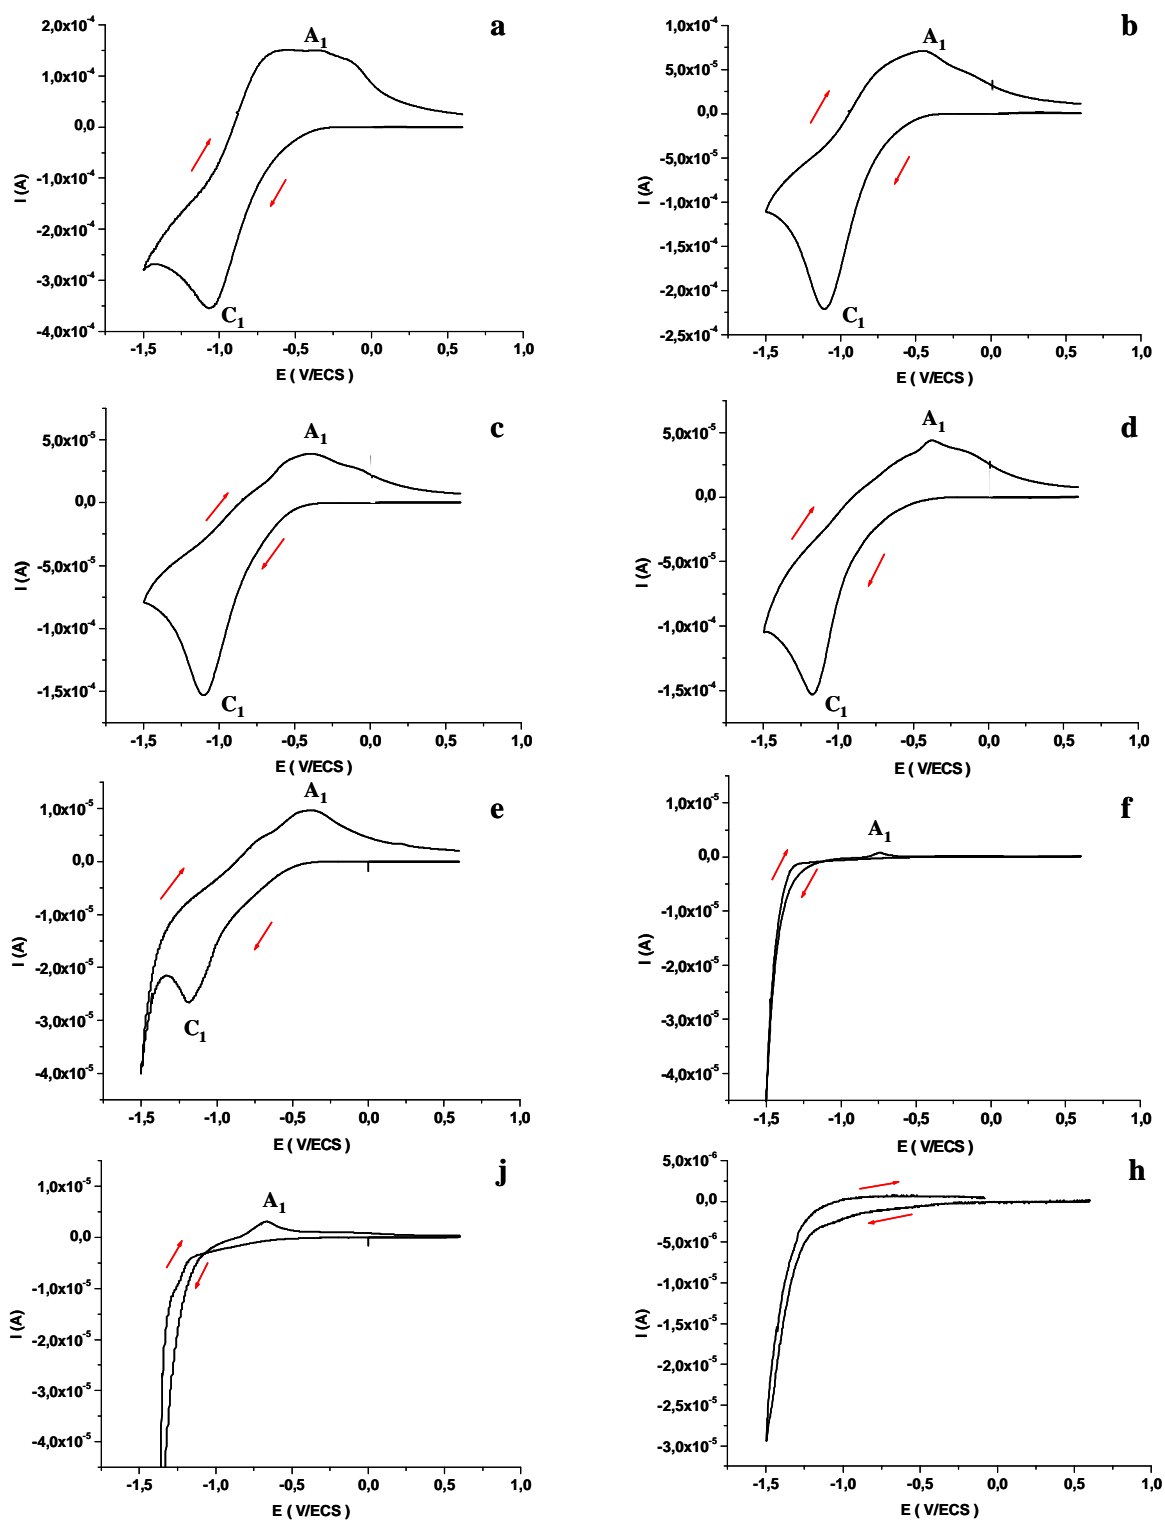 a
A1
2,0x10-4
1,0x10-4
0,0
-1,0x10-4
-2,0x10-4
-3,0x10-4
-4,0x10-4
I (A)
C1
-1,5 -1,0 -0,5 0,0 0,5 1,0
E ( V/ECS )
b
A1
1,0x10-4
5,0x10-5
0,0
-5,0x10-5
-1,0x10-4
-1,5x10-4
-2,0x10-4
-2,5x10-4
I (A)
C1
-1,5 -1,0 -0,5 0,0 0,5 1,0
E ( V/ECS )
c
A1
5,0x10-5
0,0
-5,0x10-5
-1,0x10-4
-1,5x10-4
I (A)
C1
-1,5 -1,0 -0,5 0,0 0,5 1,0
E ( V/ECS )
d
A1
5,0x10-5
0,0
-5,0x10-5
-1,0x10-4
-1,5x10-4
I (A)
C1
-1,5 -1,0 -0,5 0,0 0,5 1,0
E ( V/ECS )
e
A1
1,0x10-5
0,0
-1,0x10-5
-2,0x10-5
-3,0x10-5
-4,0x10-5
I (A)
C1
-1,5 -1,0 -0,5 0,0 0,5 1,0
E ( V/ECS )
f
A1
1,0x10-5
0,0
-1,0x10-5
-2,0x10-5
-3,0x10-5
-4,0x10-5
I (A)
-1,5 -1,0 -0,5 0,0 0,5 1,0
E ( V/ECS )
j
A1
1,0x10-5
0,0
-1,0x10-5
-2,0x10-5
-3,0x10-5
-4,0x10-5
I (A)
-1,5 -1,0 -0,5 0,0 0,5 1,0
E ( V/ECS )
h
5,0x10-6
0,0
-5,0x10-6
-1,0x10-5
-1,5x10-5
-2,0x10-5
-2,5x10-5
-3,0x10-5
I (A)
-1,5 -1,0 -0,5 0,0 0,5 1,0
E ( V/ECS )